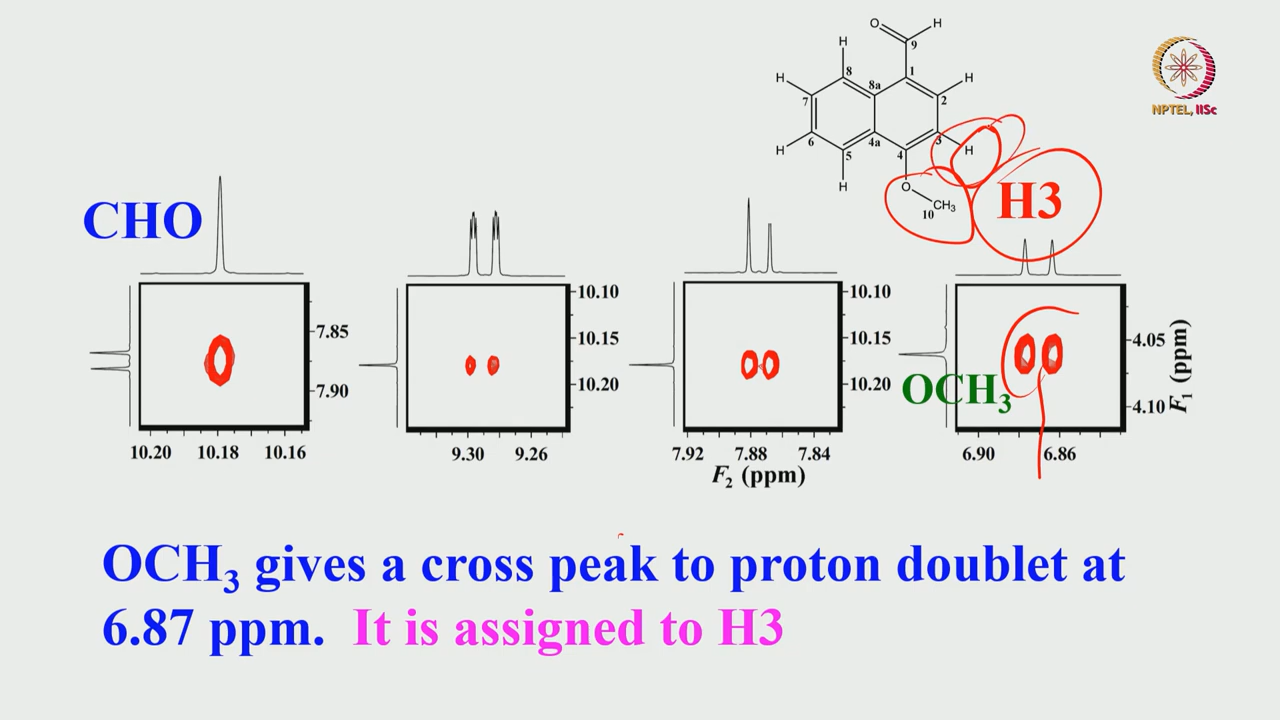 O H
9
H
8 8a 1 H
H 7 2
6 4a 3
H 5 4 H
H O
10 CH₃
NPTEL, IISc
CHO
H3
7.85
7.90
10.20 10.18 10.16
10.10
10.15
10.20
9.30 9.26
10.10
10.15
10.20
7.92 7.88 7.84
F₂ (ppm)
OCH₃
4.05
4.10
F₁ (ppm)
6.90 6.86
OCH₃ gives a cross peak to proton doublet at
6.87 ppm. It is assigned to H3